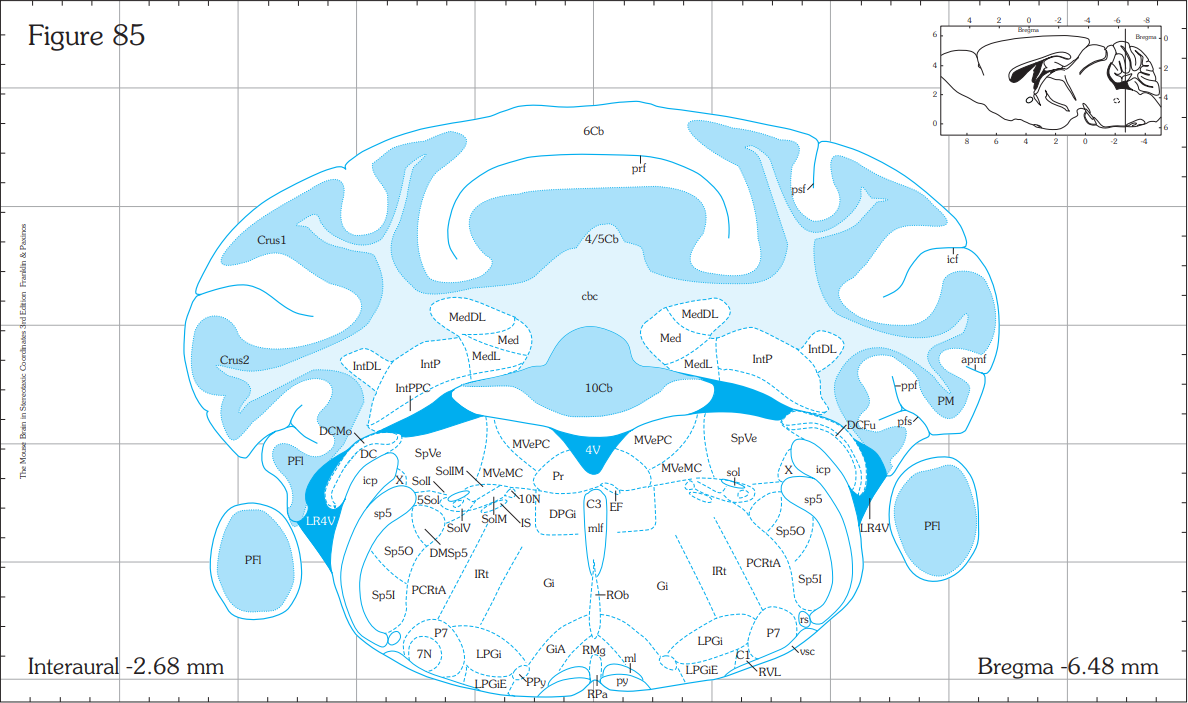 Figure 85
4 2 0 -2 -4 -6 -8
Bregma
Bregma
6
4
2
0
0
2
4
6
8 6 4 2 0 -2 -4
The Mouse Brain in Stereotaxic Coordinates 3rd Edition Franklin & Paxinos
6Cb
prf
psf
Crus1
4/5Cb
icf
cbc
MedDL
MedDL
Med
Med
MedL
MedL
IntDL
IntP
IntP
IntDL
Crus2
apmf
IntPPC
10Cb
ppf
PM
pfs
DCMo
DCFu
DC
SpVe
MVePC
4V
MVePC
SpVe
PFl
SolIM
MVeMC
Pr
MVeMC
sol
X
icp
icp
X
SolI
5Sol
10N
C3
EF
sp5
sp5
SolV
SolM
IS
DPGi
mlf
LR4V
LR4V
PFl
Sp5O
DMSp5
Sp5O
PFl
IRt
Gi
Gi
IRt
PCRtA
Sp5I
PCRtA
Sp5I
ROb
rs
P7
P7
7N
LPGi
GiA
RMg
ml
LPGi
C1
vsc
LPGiE
PPy
py
LPGiE
RVL
RPa
Interaural -2.68 mm
Bregma -6.48 mm